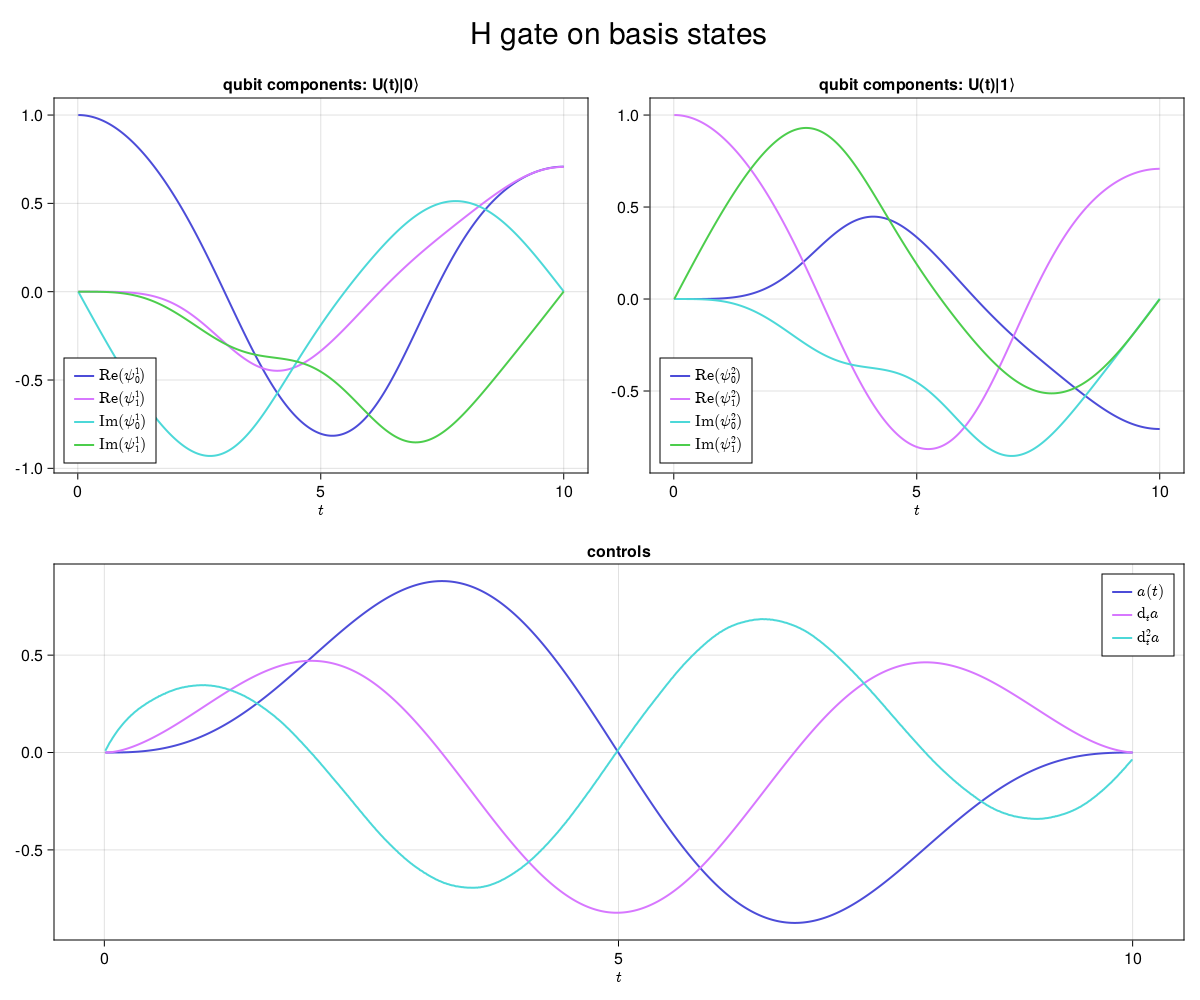 H gate on basis states
qubit components: U(t)|0⟩
1.0
0.5
0.0
-0.5
-1.0
Re(ψ₀¹)
Re(ψ₁¹)
Im(ψ₀¹)
Im(ψ₁¹)
0 5 10
t
qubit components: U(t)|1⟩
1.0
0.5
0.0
-0.5
Re(ψ₀²)
Re(ψ₁²)
Im(ψ₀²)
Im(ψ₁²)
0 5 10
t
controls
0.5
0.0
-0.5
a(t)
dₜa
dₜ²a
0 5 10
t